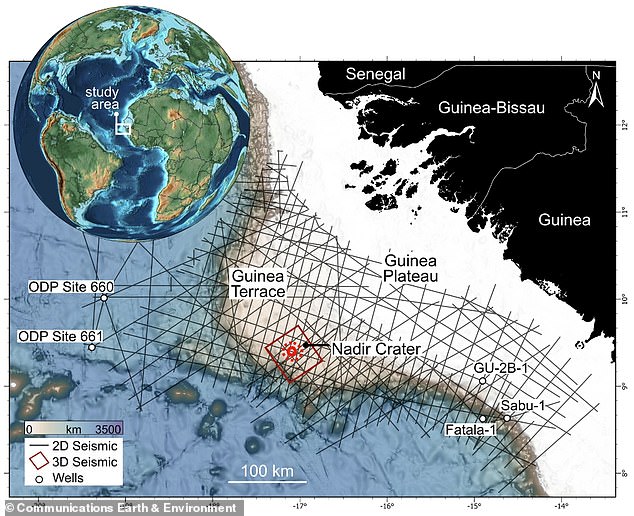 Senegal
N
study
area
Guinea-Bissau
12°
11°
Guinea
Guinea
Plateau
Guinea
Terrace
ODP Site 660
10°
ODP Site 661
Nadir Crater
GU-2B-1
9°
Sabu-1
Fatala-1
0 km 3500
2D Seismic
3D Seismic
Wells
100 km
8°
-18° -17° -16° -15° -14°
© Communications Earth & Environment